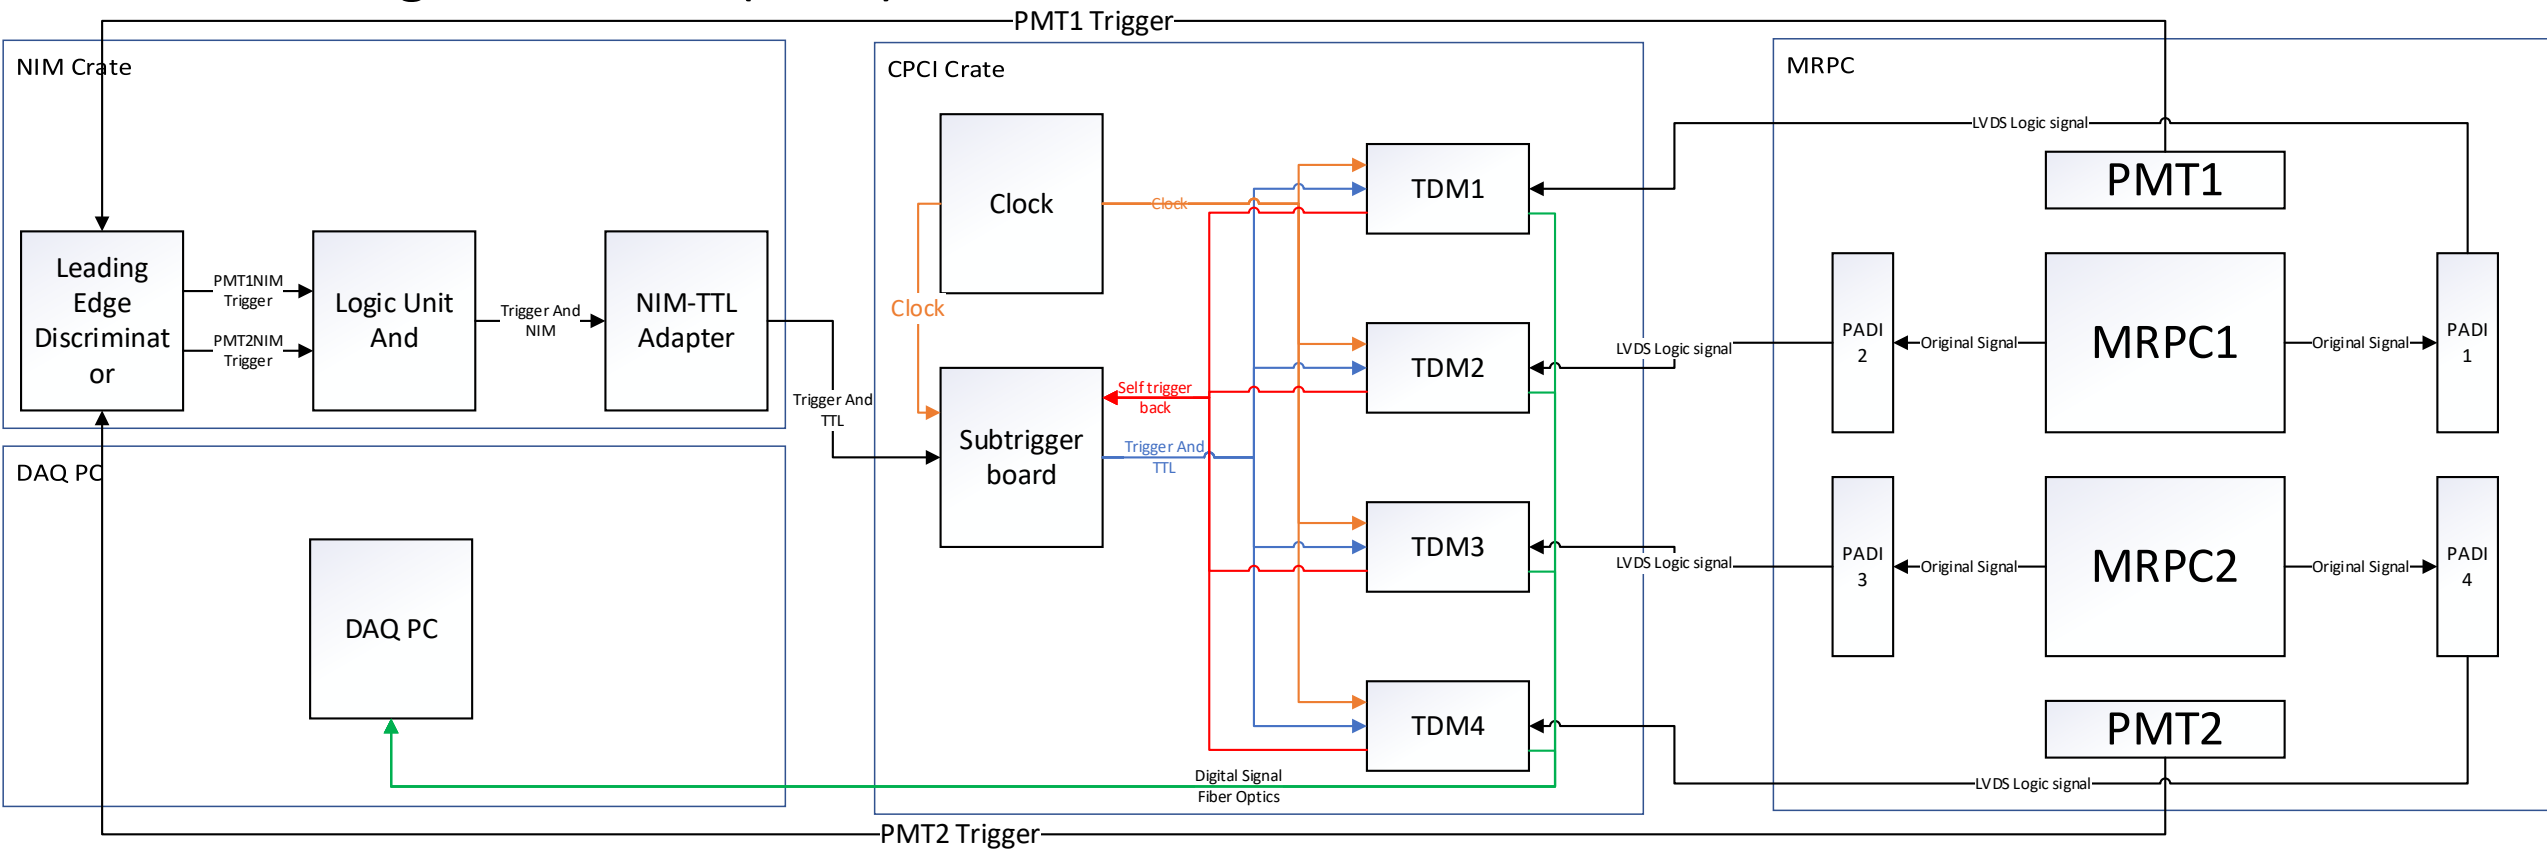 PMT1 Trigger
NIM Crate
Leading
Edge
Discriminat
or
PMT1NIM
Trigger
PMT2NIM
Trigger
Logic Unit
And
Trigger And
NIM
NIM-TTL
Adapter
Trigger And
TTL
DAQ PC
DAQ PC
CPCI Crate
Clock
Clock
Clock
Subtrigger
board
Self trigger
back
Trigger And
TTL
TDM1
TDM2
TDM3
TDM4
Digital Signal
Fiber Optics
LVDS Logic signal
LVDS Logic signal
LVDS Logic signal
LVDS Logic signal
MRPC
PMT1
PADI
2
Original Signal
MRPC1
Original Signal
PADI
1
PADI
3
Original Signal
MRPC2
Original Signal
PADI
4
PMT2
PMT2 Trigger